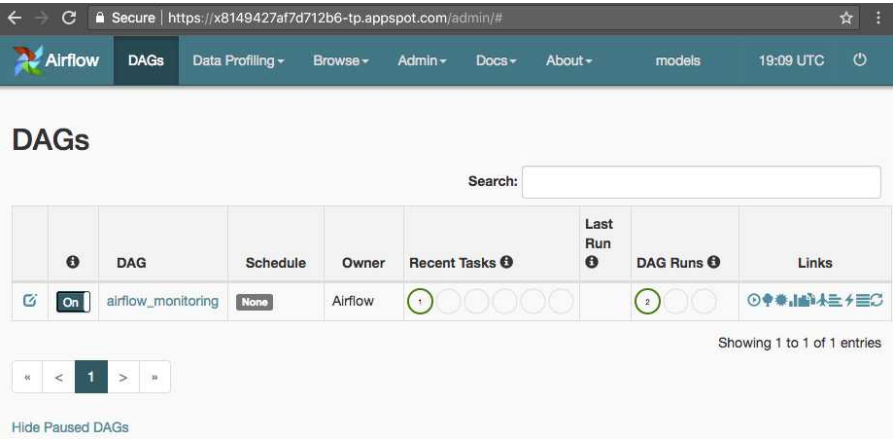 Secure | https://x8149427af7d712b6-tp.appspot.com/admin/#
Airflow DAGs Data Profiling Browse Admin Docs About models 19:09 UTC
DAGs
Search:
DAG Schedule Owner Recent Tasks Last Run DAG Runs Links
On airflow_monitoring None Airflow 1 2
Showing 1 to 1 of 1 entries
« < 1 > »
Hide Paused DAGs